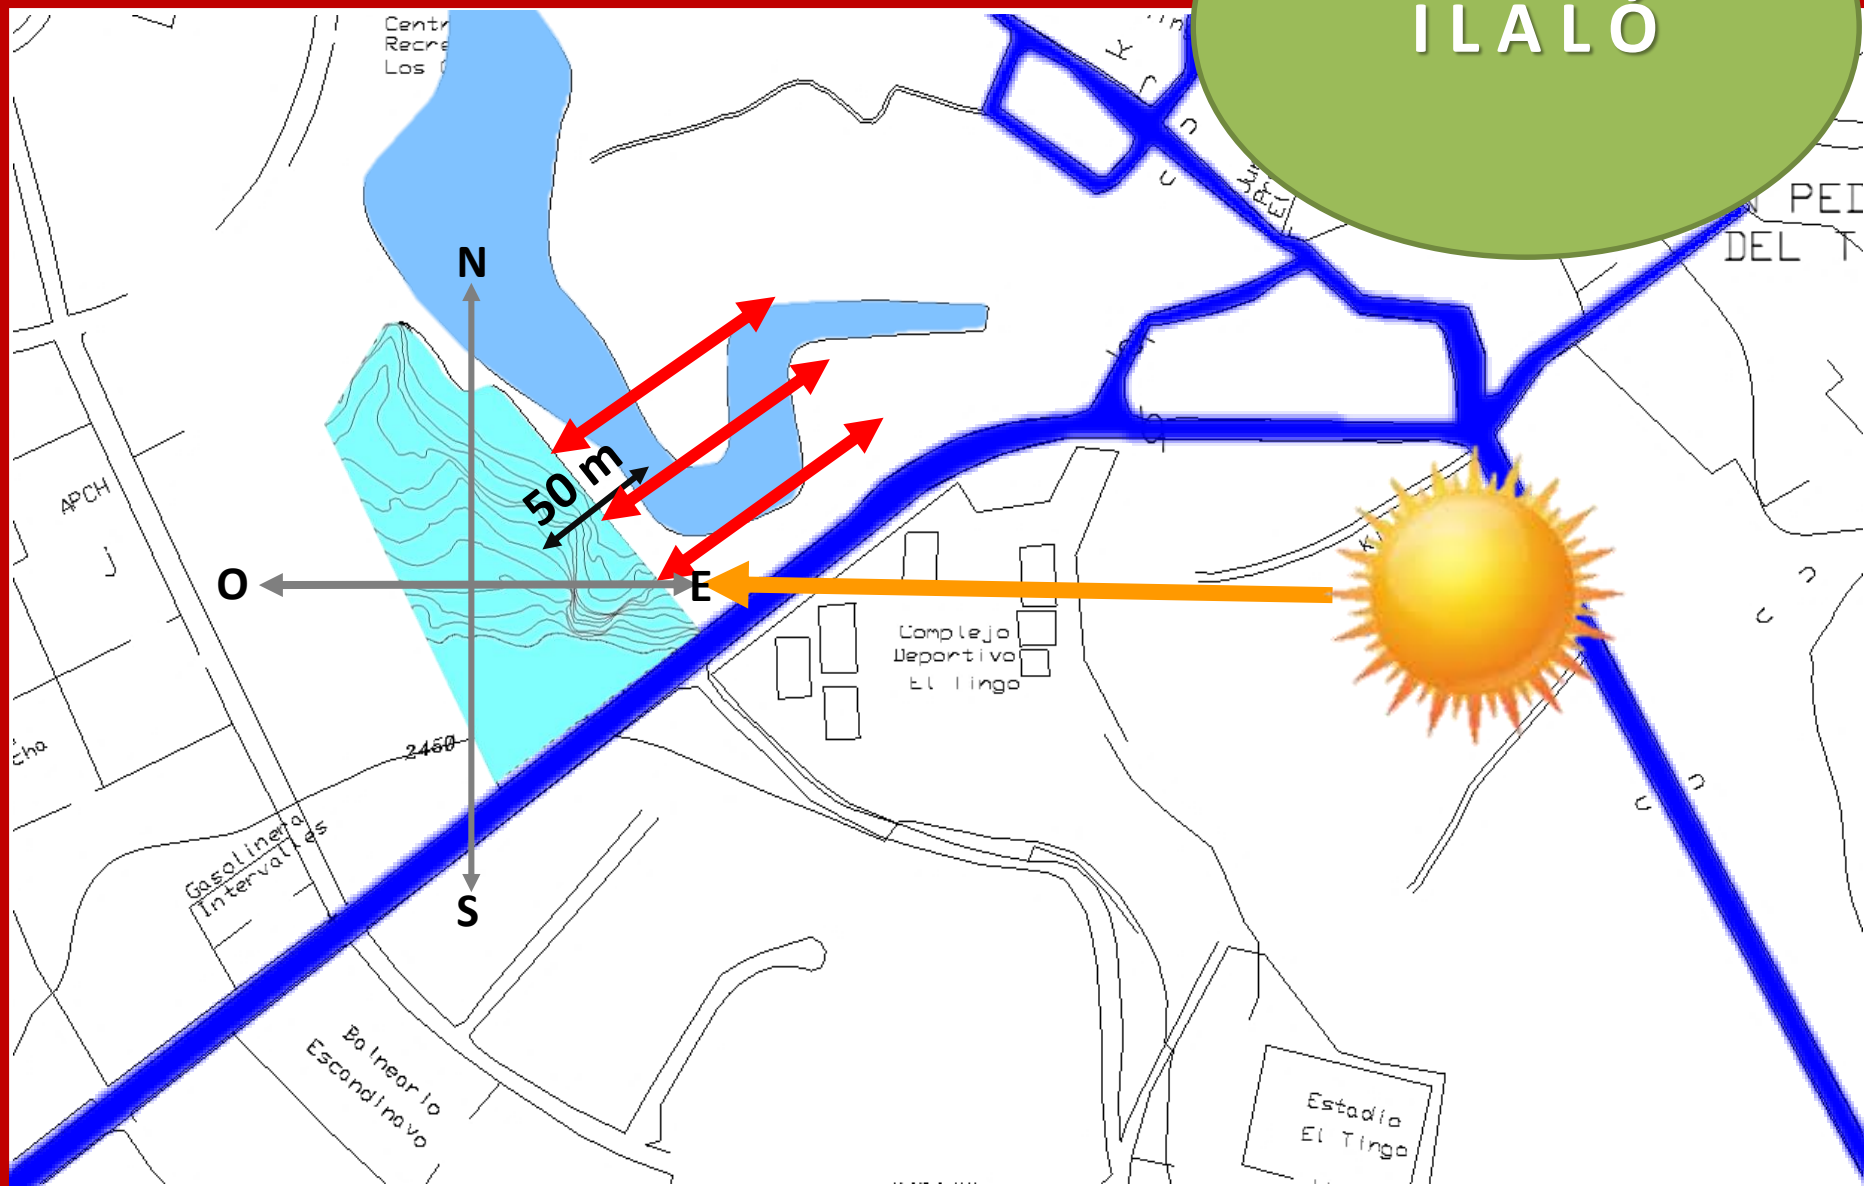 Centr
Recre
Los
ILALÓ
PED
DEL T
N
50 m
APCH
O
E
Complejo
Deportivo
El Tingo
2460
cha
Gasolinera
Intervalles
S
Balneario
Escandinavo
Estadio
El Tingo